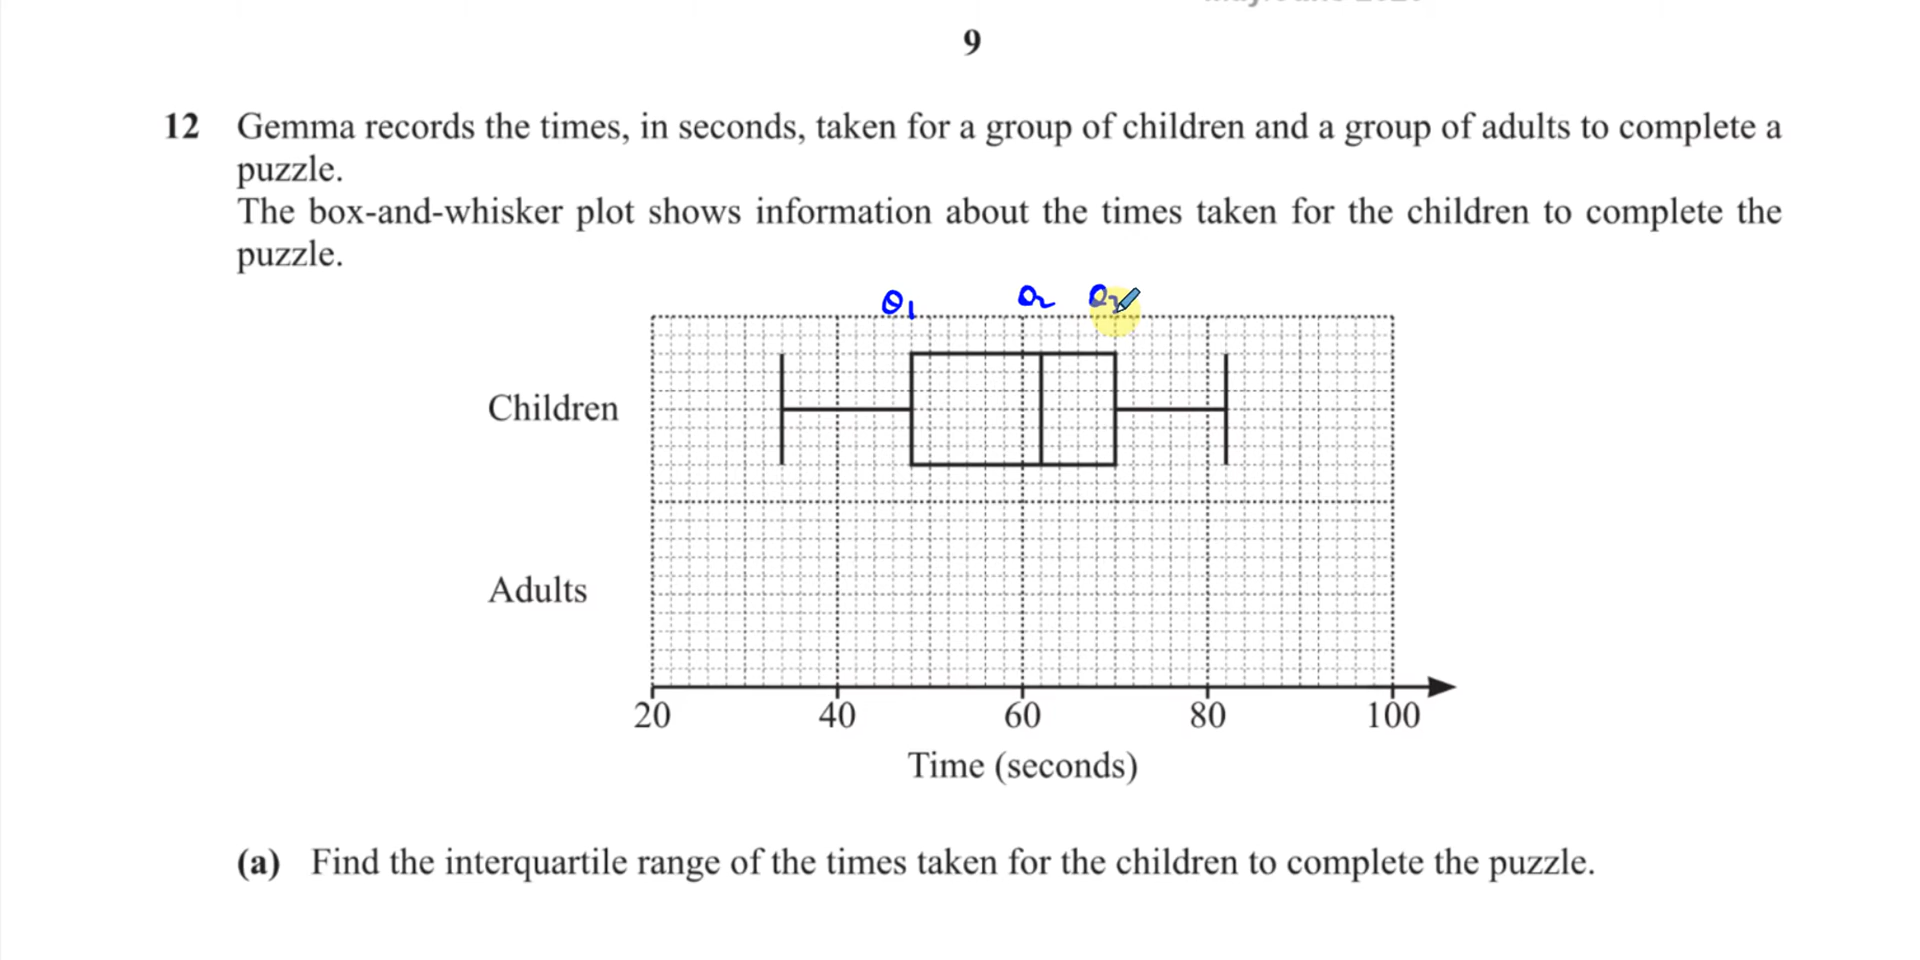 9
12 Gemma records the times, in seconds, taken for a group of children and a group of adults to complete a
puzzle.
The box-and-whisker plot shows information about the times taken for the children to complete the
puzzle.
Q1 Q2 Q3
Children
Adults
20 40 60 80 100
Time (seconds)
(a) Find the interquartile range of the times taken for the children to complete the puzzle.